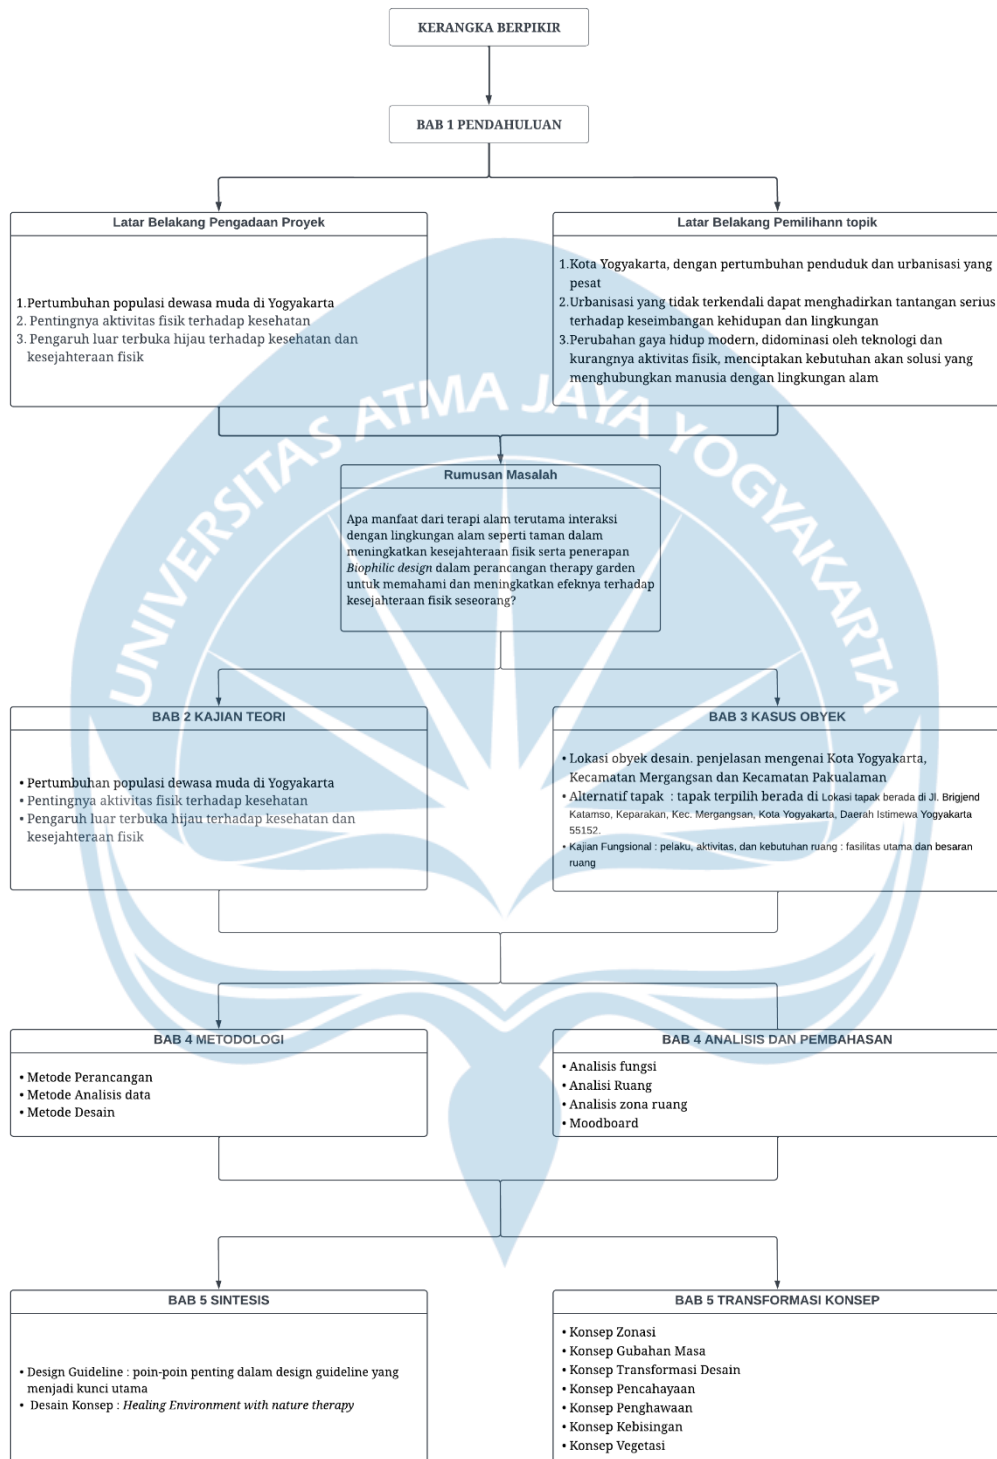 KERANGKA BERPIKIR
BAB 1 PENDAHULUAN
Latar Belakang Pengadaan Proyek
1.Pertumbuhan populasi dewasa muda di Yogyakarta
2. Pentingnya aktivitas fisik terhadap kesehatan
3. Pengaruh luar terbuka hijau terhadap kesehatan dan
kesejahteraan fisik
Latar Belakang Pemilihann topik
1.Kota Yogyakarta, dengan pertumbuhan penduduk dan urbanisasi yang
pesat
2.Urbanisasi yang tidak terkendali dapat menghadirkan tantangan serius
terhadap keseimbangan kehidupan dan lingkungan
3.Perubahan gaya hidup modern, didominasi oleh teknologi dan
kurangnya aktivitas fisik, menciptakan kebutuhan akan solusi yang
menghubungkan manusia dengan lingkungan alam
UNIVERSITAS ATMA JAYA YOGYAKARTA
Rumusan Masalah
Apa manfaat dari terapi alam terutama interaksi
dengan lingkungan alam seperti taman dalam
meningkatkan kesejahteraan fisik serta penerapan
Biophilic design dalam perancangan therapy garden
untuk memahami dan meningkatkan efeknya terhadap
kesejahteraan fisik seseorang?
BAB 2 KAJIAN TEORI
• Pertumbuhan populasi dewasa muda di Yogyakarta
• Pentingnya aktivitas fisik terhadap kesehatan
• Pengaruh luar terbuka hijau terhadap kesehatan dan
kesejahteraan fisik
BAB 3 KASUS OBYEK
• Lokasi obyek desain. penjelasan mengenai Kota Yogyakarta,
Kecamatan Mergangsan dan Kecamatan Pakualaman
• Alternatif tapak : tapak terpilih berada di Lokasi tapak berada di Jl. Brigjend
Katamso, Keparakan, Kec. Mergangsan, Kota Yogyakarta, Daerah Istimewa Yogyakarta
55152.
• Kajian Fungsional : pelaku, aktivitas, dan kebutuhan ruang : fasilitas utama dan besaran
ruang
BAB 4 METODOLOGI
• Metode Perancangan
• Metode Analisis data
• Metode Desain
BAB 4 ANALISIS DAN PEMBAHASAN
• Analisis fungsi
• Analisi Ruang
• Analisis zona ruang
• Moodboard
BAB 5 SINTESIS
• Design Guideline : poin-poin penting dalam design guideline yang
menjadi kunci utama
• Desain Konsep : Healing Environment with nature therapy
BAB 5 TRANSFORMASI KONSEP
• Konsep Zonasi
• Konsep Gubahan Masa
• Konsep Transformasi Desain
• Konsep Pencahayaan
• Konsep Penghawaan
• Konsep Kebisingan
• Konsep Vegetasi